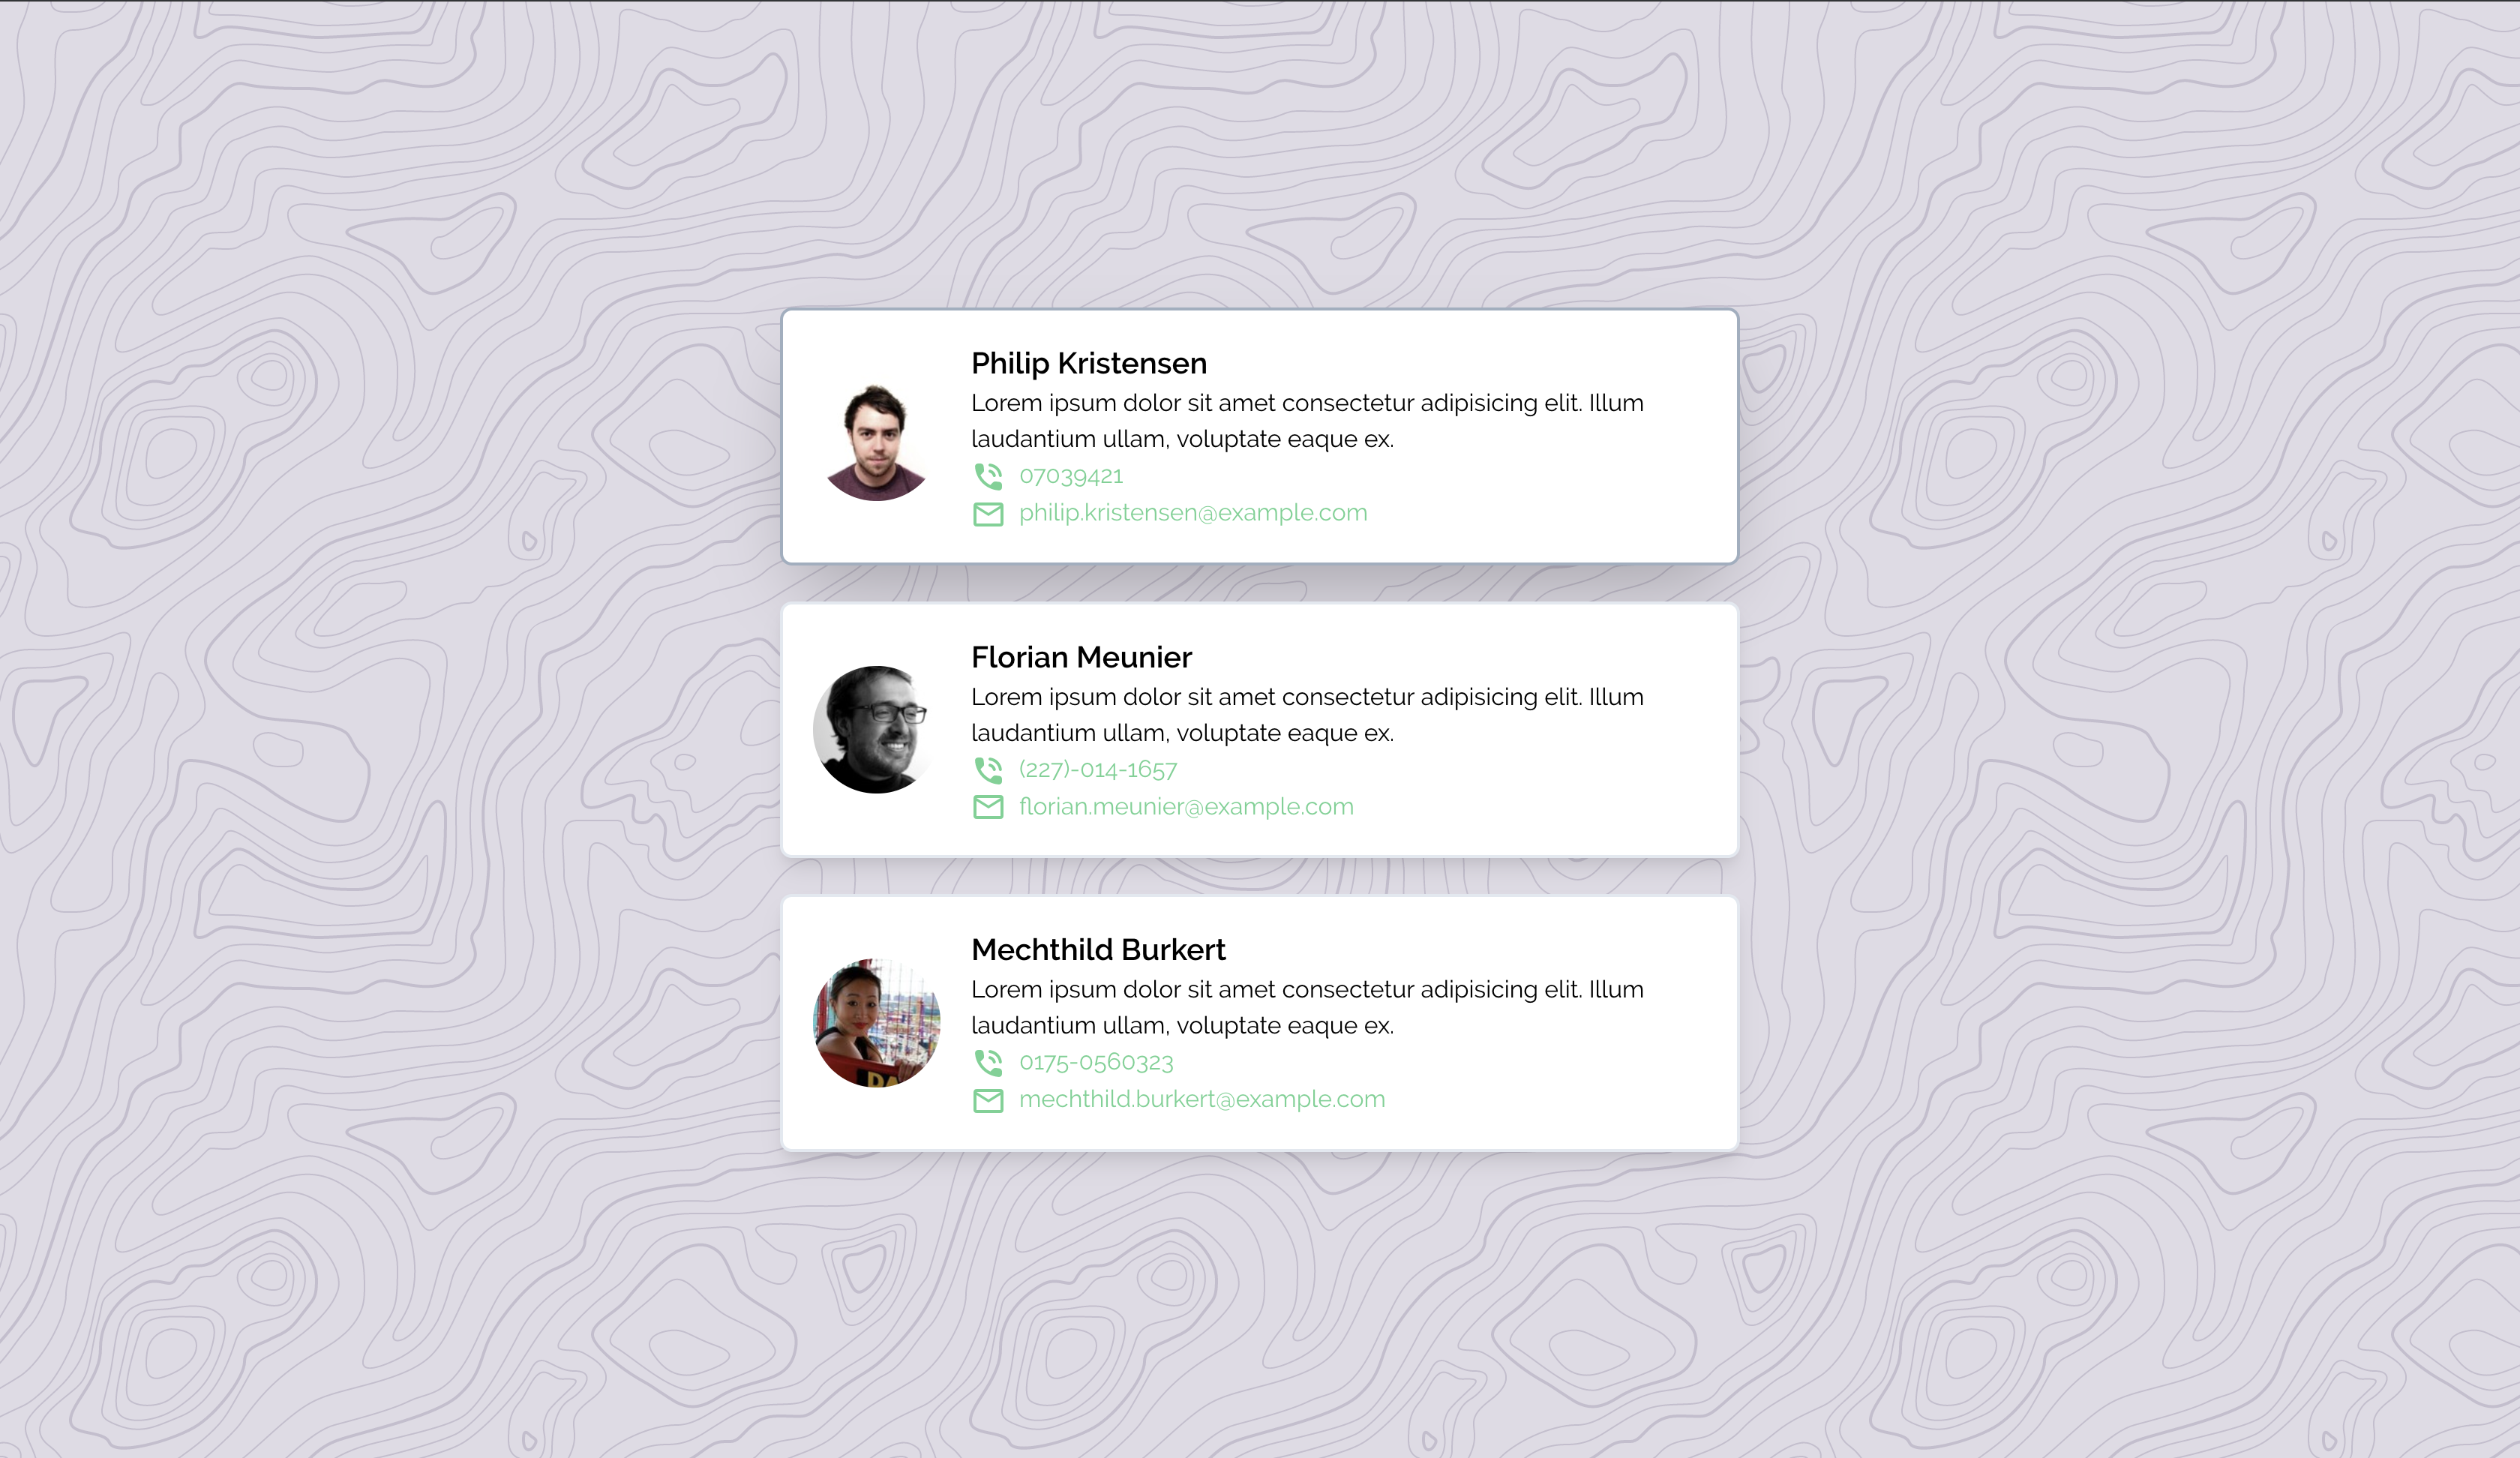 Philip Kristensen
Lorem ipsum dolor sit amet consectetur adipisicing elit. Illum
laudantium ullam, voluptate eaque ex.
07039421
philip.kristensen@example.com
Florian Meunier
Lorem ipsum dolor sit amet consectetur adipisicing elit. Illum
laudantium ullam, voluptate eaque ex.
(227)-014-1657
florian.meunier@example.com
Mechthild Burkert
Lorem ipsum dolor sit amet consectetur adipisicing elit. Illum
laudantium ullam, voluptate eaque ex.
0175-0560323
mechthild.burkert@example.com